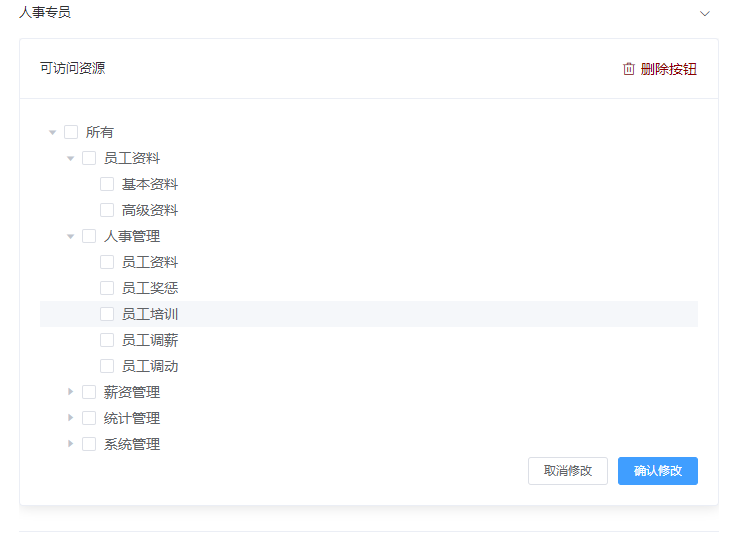 人事专员
可访问资源 删除按钮
所有
员工资料
基本资料
高级资料
人事管理
员工资料
员工奖惩
员工培训
员工调薪
员工调动
薪资管理
统计管理
系统管理
取消修改 确认修改